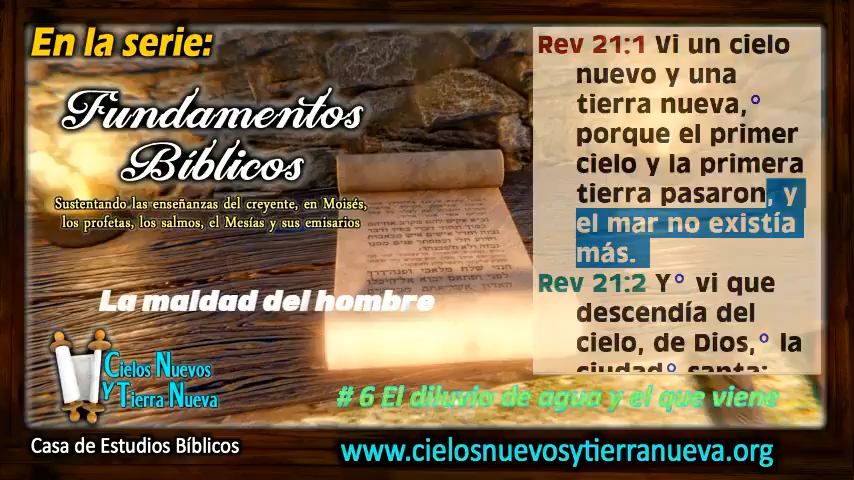 En la serie:
Fundamentos
Bíblicos
Sustentando las enseñanzas del creyente, en Moisés,
los profetas, los salmos, el Mesías y sus emisarios
La maldad del hombre
Cielos Nuevos
Y Tierra Nueva
Casa de Estudios Bíblicos
Rev 21:1 Vi un cielo
nuevo y una
tierra nueva,°
porque el primer
cielo y la primera
tierra pasaron, y
el mar no existía
más.
Rev 21:2 Y° vi que
descendía del
cielo, de Dios,° la
ciudad° santa:
# 6 El diluvio de agua y el que viene
www.cielosnuevosytierranueva.org